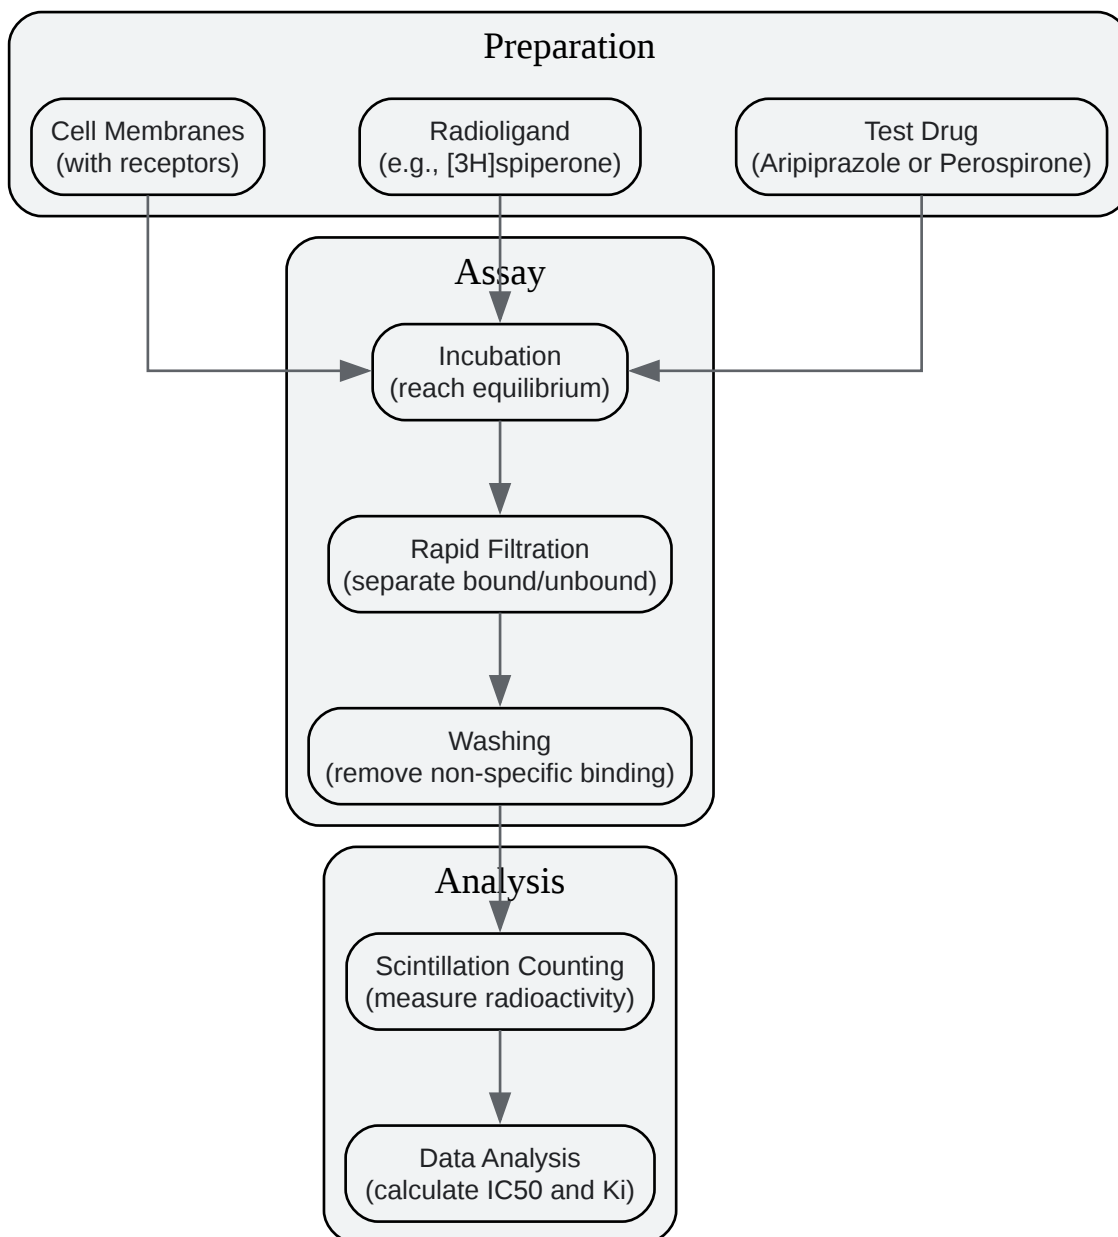 Preparation
Cell Membranes
(with receptors)
Radioligand
(e.g., [3H]spiperone)
Test Drug
(Aripiprazole or Perospirone)
Assay
Incubation
(reach equilibrium)
Rapid Filtration
(separate bound/unbound)
Washing
(remove non-specific binding)
Analysis
Scintillation Counting
(measure radioactivity)
Data Analysis
(calculate IC50 and Ki)